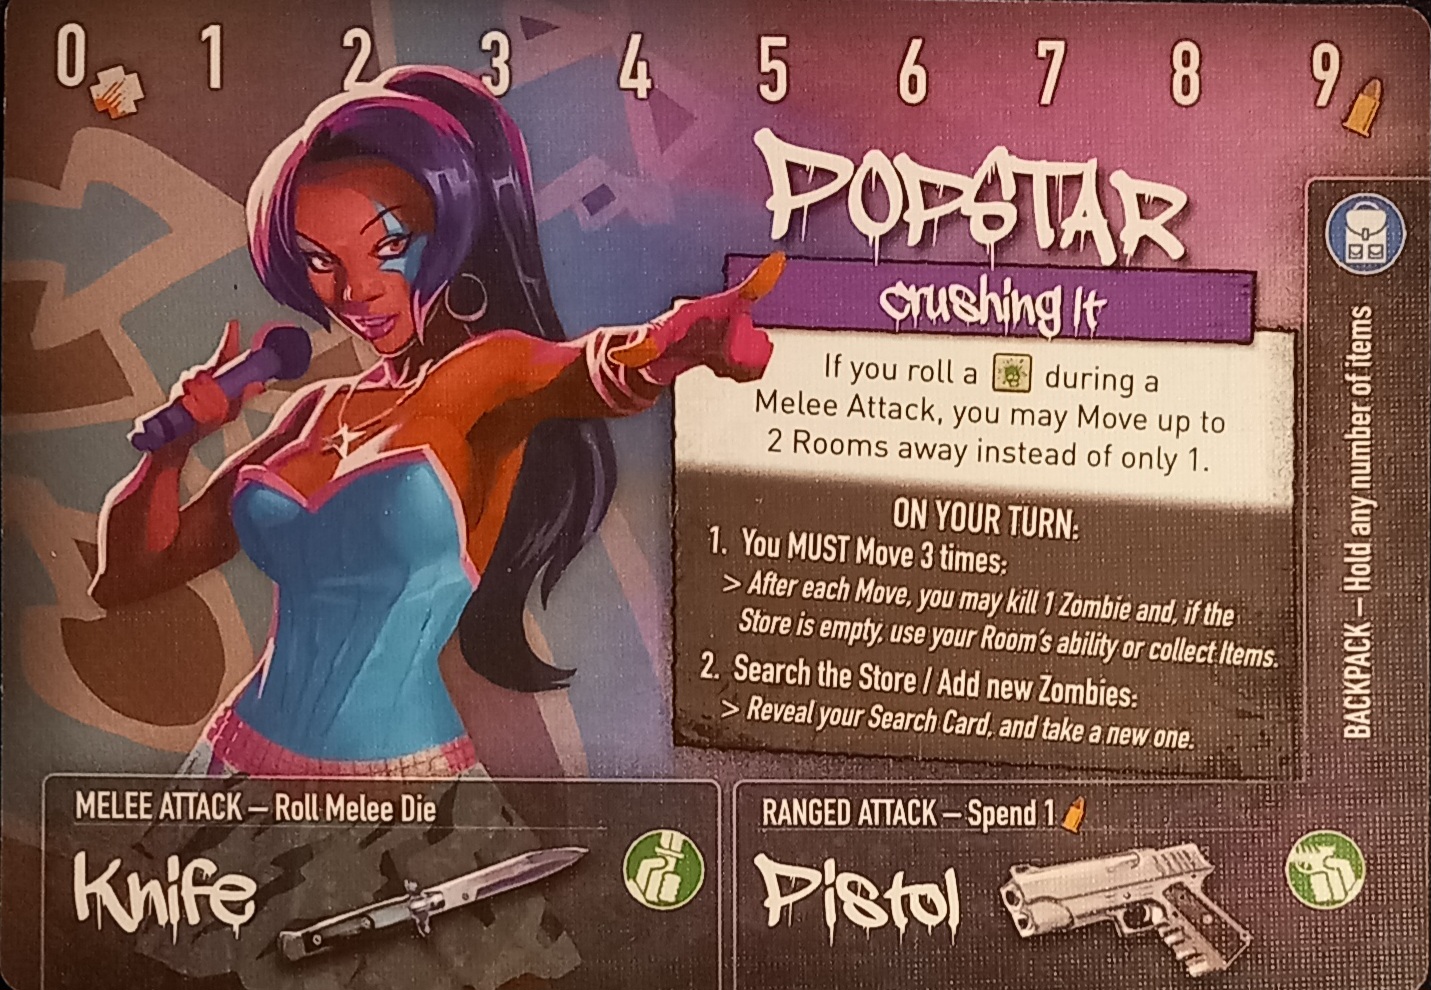 0 1 2 3 4 5 6 7 8 9
POPSTAR
crushing It
If you roll a during a
Melee Attack, you may Move up to
2 Rooms away instead of only 1.
ON YOUR TURN:
1. You MUST Move 3 times:
> After each Move, you may kill 1 Zombie and, if the
Store is empty, use your Room's ability or collect Items.
2. Search the Store / Add new Zombies:
> Reveal your Search Card, and take a new one.
BACKPACK – Hold any number of items
MELEE ATTACK – Roll Melee Die
Knife
RANGED ATTACK – Spend 1
Pistol